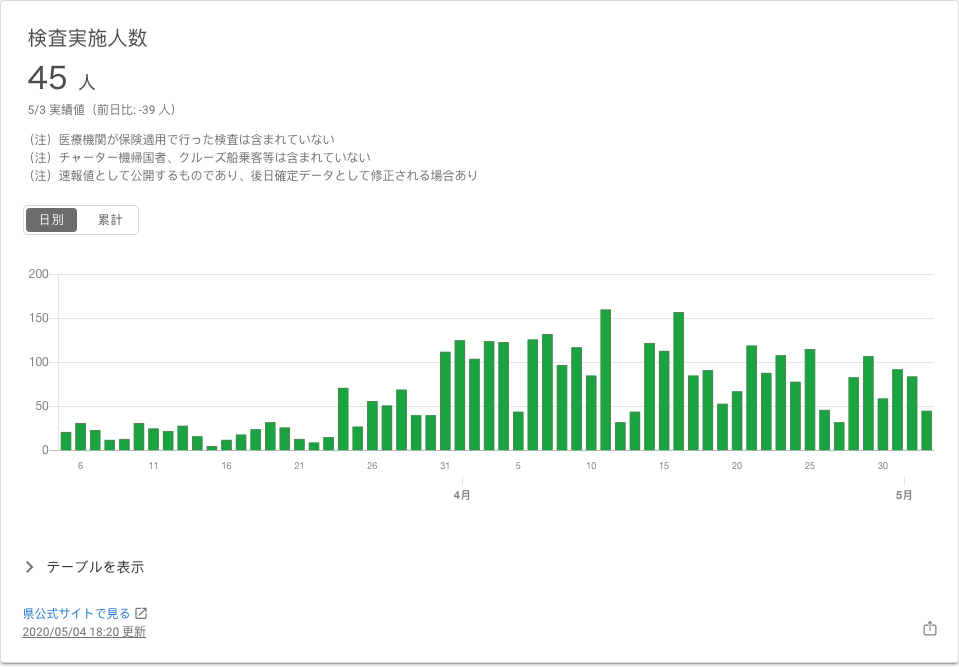 検査実施人数
45 人
5/3 実績値（前日比: -39 人）
（注）医療機関が保険適用で行った検査は含まれていない
（注）チャーター機帰国者、クルーズ船乗客等は含まれていない
（注）速報値として公開するものであり、後日確定データとして修正される場合あり
日別 累計
200
150
100
50
0
6 11 16 21 26 31 5 10 15 20 25 30
4月 5月
テーブルを表示
県公式サイトで見る
2020/05/04 18:20 更新